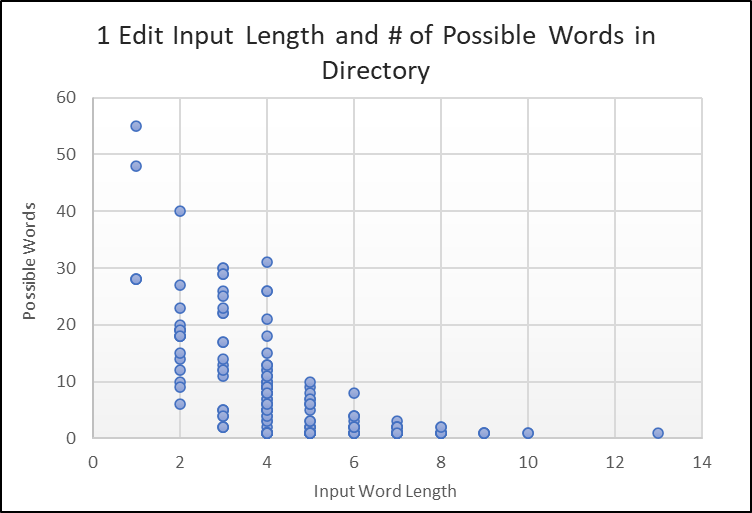 1 Edit Input Length and # of Possible Words in
Directory
60
50
40
30
20
10
0
Possible Words
0 2 4 6 8 10 12 14
Input Word Length